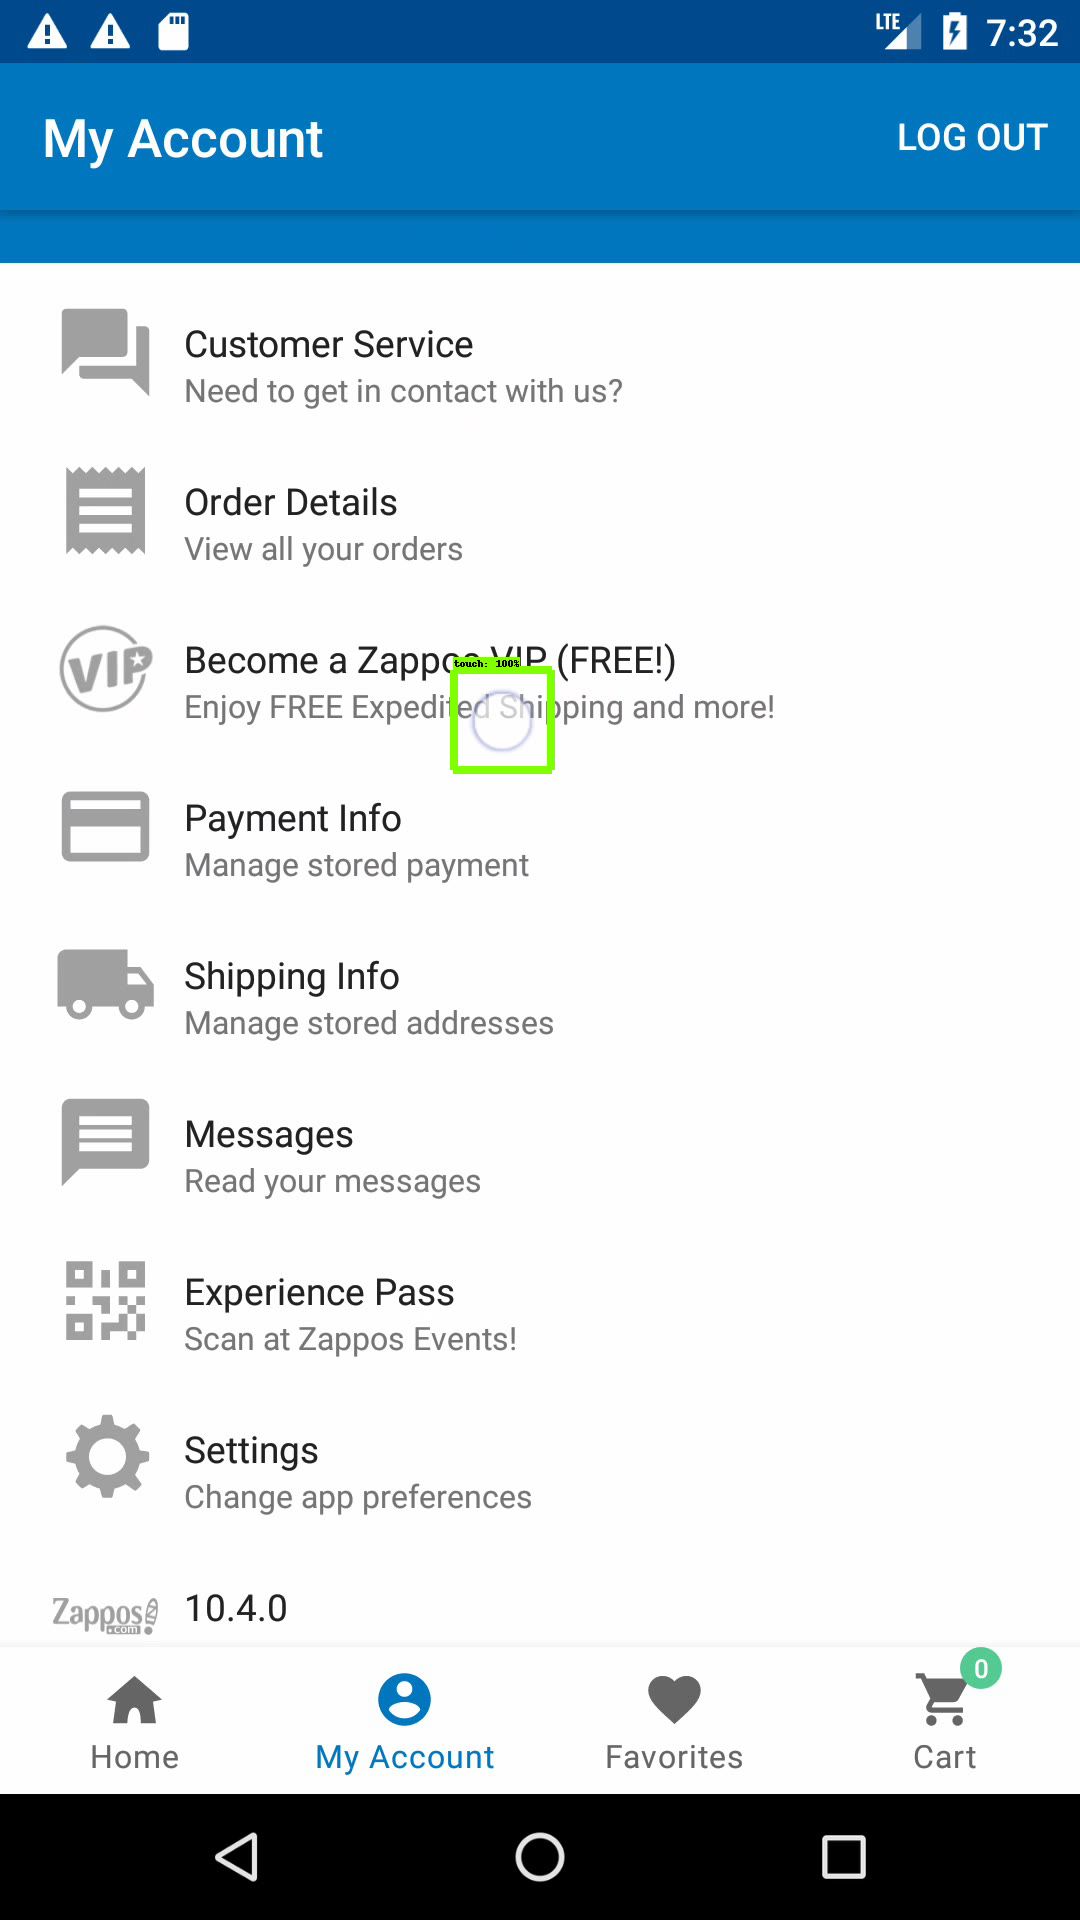 LTE 7:32
My Account LOG OUT
Customer Service
Need to get in contact with us?
Order Details
View all your orders
VIP
Become a Zappos VIP (FREE!)
touch: 100%
Enjoy FREE Expedited Shipping and more!
Payment Info
Manage stored payment
Shipping Info
Manage stored addresses
Messages
Read your messages
Experience Pass
Scan at Zappos Events!
Settings
Change app preferences
Zappos .com 10.4.0
0
Home My Account Favorites Cart